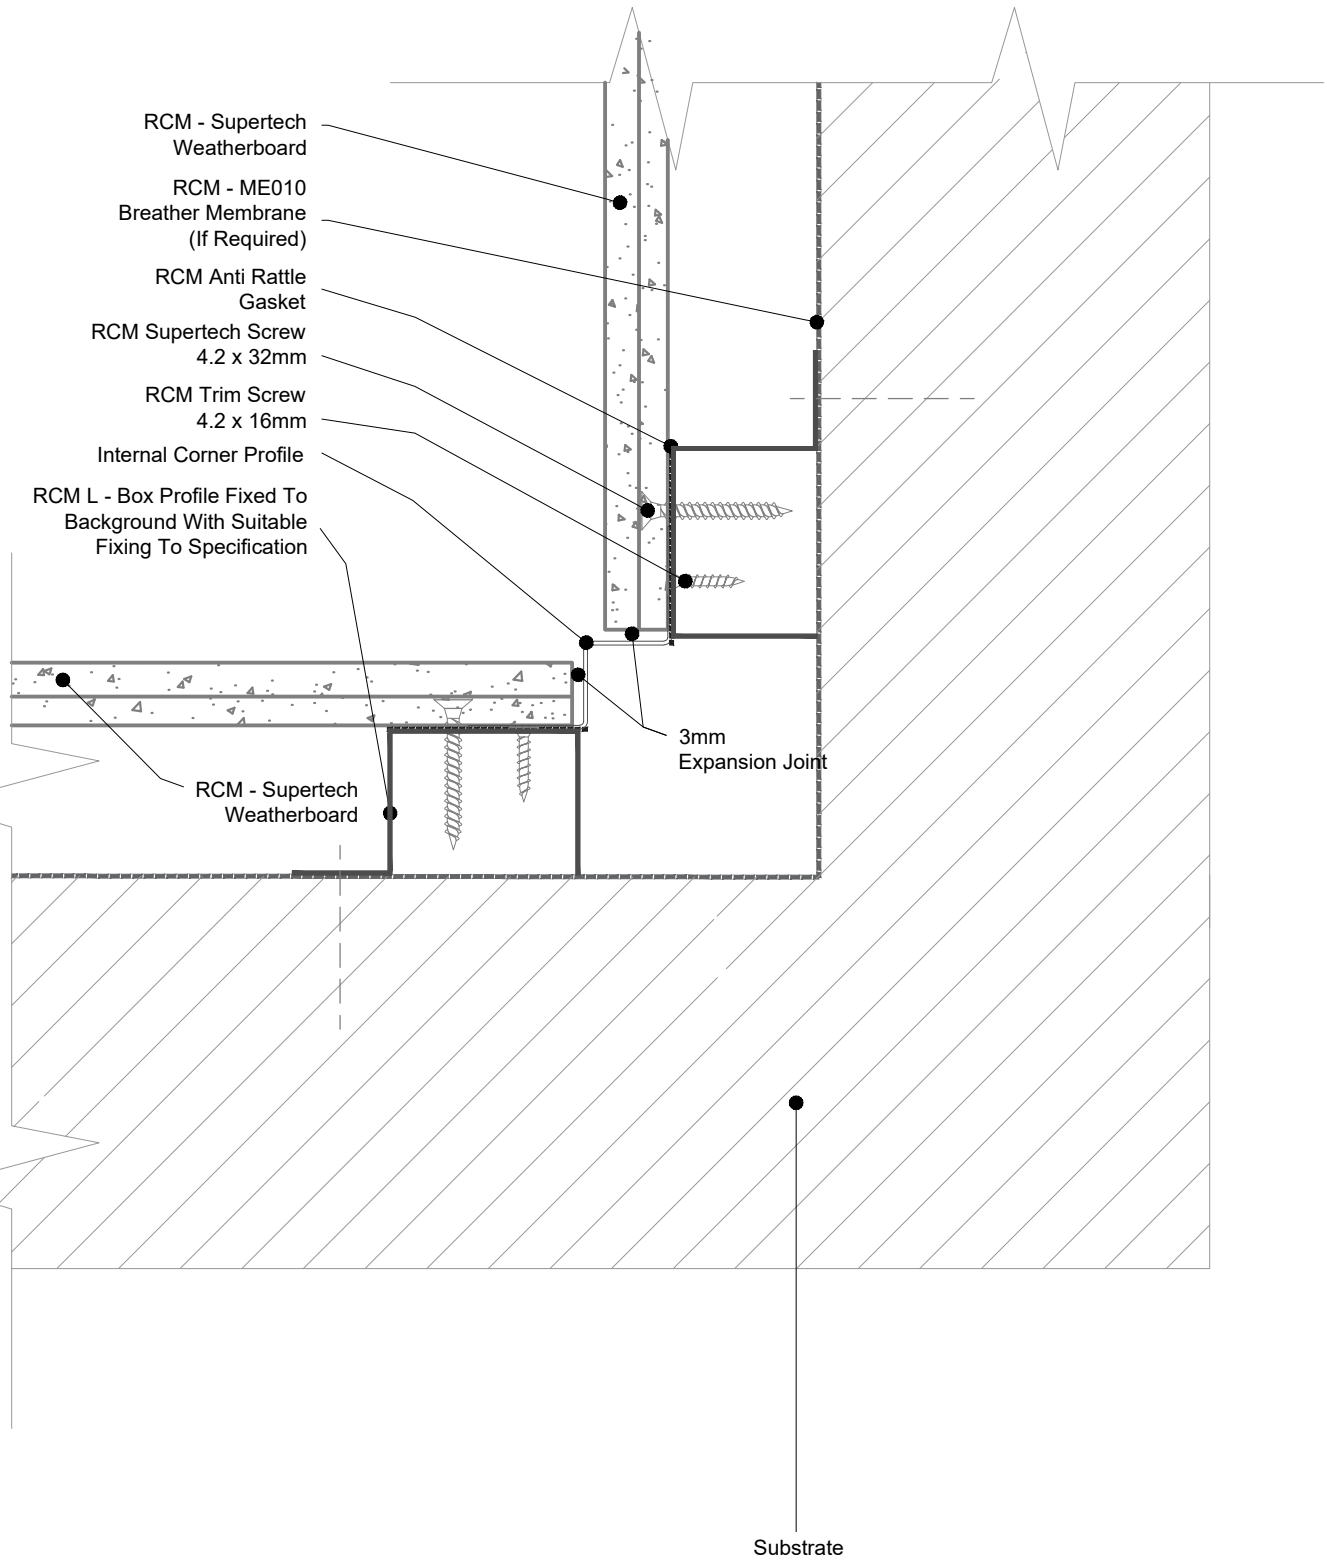 RCM - Supertech
Weatherboard
RCM - ME010
Breather Membrane
(If Required)
RCM Anti Rattle
Gasket
RCM Supertech Screw
4.2 x 32mm
RCM Trim Screw
4.2 x 16mm
Internal Corner Profile
RCM L - Box Profile Fixed To
Background With Suitable
Fixing To Specification
3mm
Expansion Joint
RCM - Supertech
Weatherboard
Substrate